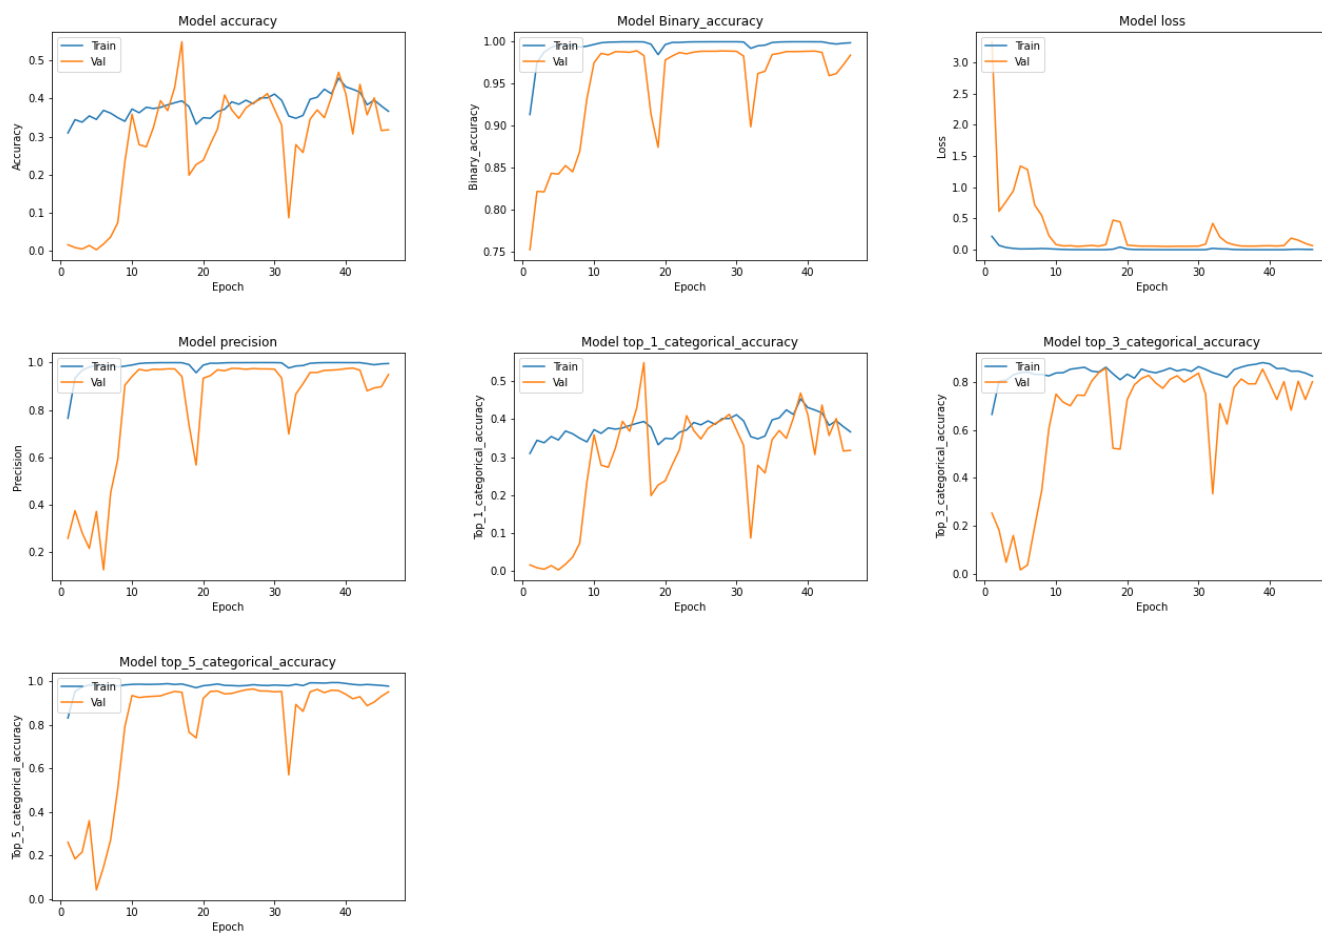 Model accuracy
Train
Val
0.5
0.4
0.3
0.2
0.1
0.0
Accuracy
0 10 20 30 40
Epoch
Model Binary_accuracy
Train
Val
1.00
0.95
0.90
0.85
0.80
0.75
Binary_accuracy
0 10 20 30 40
Epoch
Model loss
Train
Val
3.0
2.5
2.0
1.5
1.0
0.5
0.0
Loss
0 10 20 30 40
Epoch
Model precision
Train
Val
1.0
0.8
0.6
0.4
0.2
Precision
0 10 20 30 40
Epoch
Model top_1_categorical_accuracy
Train
Val
0.5
0.4
0.3
0.2
0.1
0.0
Top_1_categorical_accuracy
0 10 20 30 40
Epoch
Model top_3_categorical_accuracy
Train
Val
0.8
0.6
0.4
0.2
0.0
Top_3_categorical_accuracy
0 10 20 30 40
Epoch
Model top_5_categorical_accuracy
Train
Val
1.0
0.8
0.6
0.4
0.2
0.0
Top_5_categorical_accuracy
0 10 20 30 40
Epoch